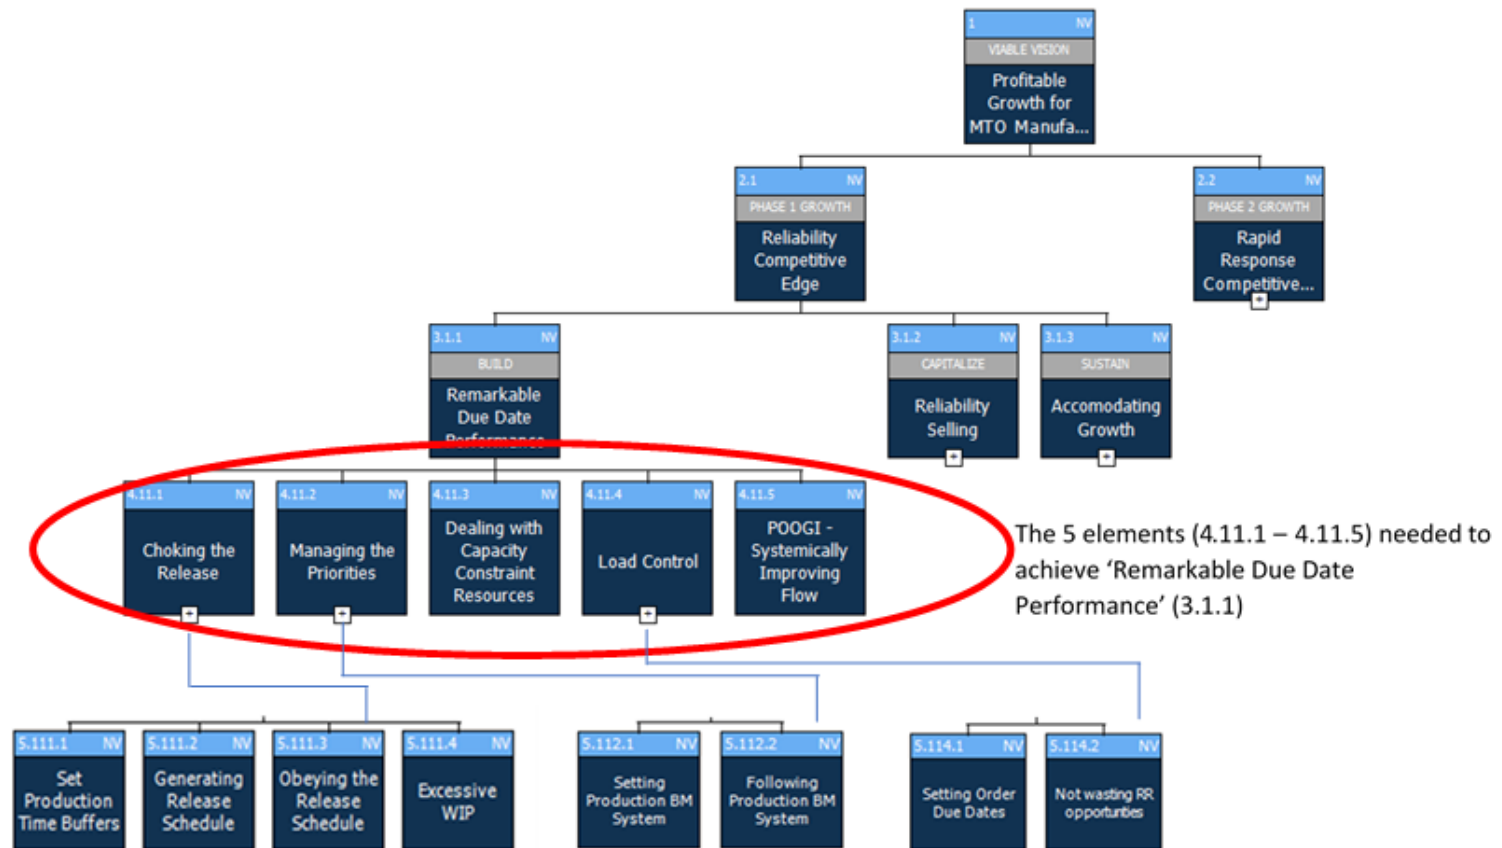 1 NV
VIABLE VISION
Profitable
Growth for
MTO Manufa...
2.1 NV
PHASE 1 GROWTH
Reliability
Competitive
Edge
2.2 NV
PHASE 2 GROWTH
Rapid
Response
Competitive...
+
3.1.1 NV
BUILD
Remarkable
Due Date
Performance
3.1.2 NV
CAPITALIZE
Reliability
Selling
+
3.1.3 NV
SUSTAIN
Accomodating
Growth
+
4.11.1 NV
Choking the
Release
+
4.11.2 NV
Managing the
Priorities
+
4.11.3 NV
Dealing with
Capacity
Constraint
Resources
4.11.4 NV
Load Control
+
4.11.5 NV
POOGI -
Systemically
Improving
Flow
The 5 elements (4.11.1 – 4.11.5) needed to
achieve ‘Remarkable Due Date
Performance’ (3.1.1)
5.111.1 NV
Set
Production
Time Buffers
5.111.2 NV
Generating
Release
Schedule
5.111.3 NV
Obeying the
Release
Schedule
5.111.4 NV
Excessive
WIP
5.112.1 NV
Setting
Production BM
System
5.112.2 NV
Following
Production BM
System
5.114.1 NV
Setting Order
Due Dates
5.114.2 NV
Not wasting RR
opportunties